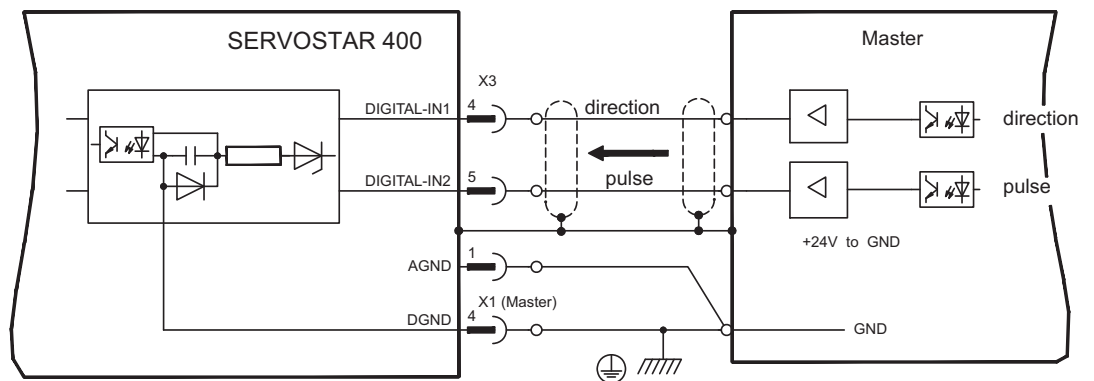 SERVOSTAR 400
Master
X3
DIGITAL-IN1
4
direction
direction
DIGITAL-IN2
5
pulse
pulse
+24V to GND
AGND
1
X1 (Master)
DGND
4
GND